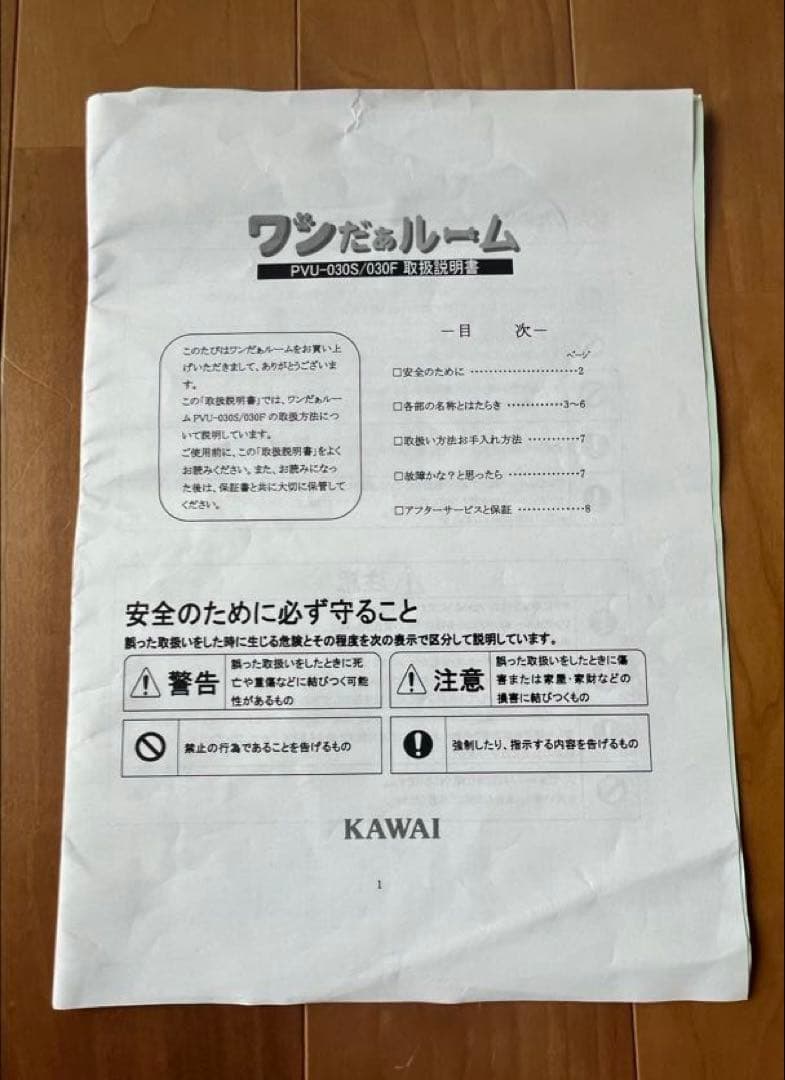 ワンだぁルーム
PVU-030S/030F 取扱説明書
このたびはワンだぁルームをお買い上
げいただきまして、ありがとうございま
す。
この「取扱説明書」では、ワンだぁルー
ムPVU-030S/030Fの取扱方法につ
いて説明しています。
ご使用前に、この「取扱説明書」をよく
お読みください。また、お読みになっ
た後は、保証書と共に大切に保管して
ください。
―目　次―
ページ
□安全のために ························2
□各部の名称とはたらき ············3～6
□取扱い方法お手入れ方法 ···········7
□故障かな？と思ったら ···············7
□アフターサービスと保証 ··············8
安全のために必ず守ること
誤った取扱いをした時に生じる危険とその程度を次の表示で区分して説明しています。
警告
誤った取扱いをしたときに死
亡や重傷などに結びつく可能
性があるもの
注意
誤った取扱いをしたときに傷
害または家屋・家財などの
損害に結びつくもの
禁止の行為であることを告げるもの
強制したり、指示する内容を告げるもの
KAWAI
1